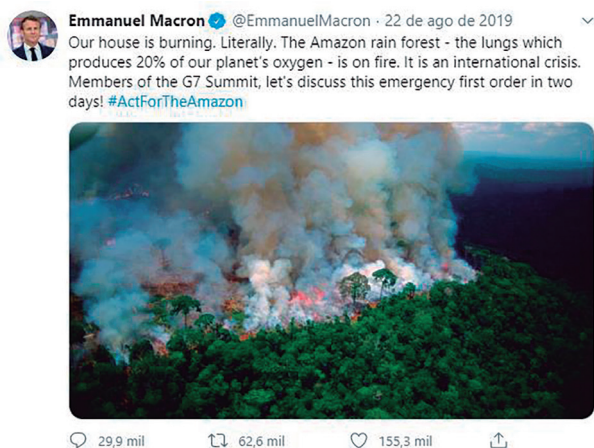 Emmanuel Macron @EmmanuelMacron · 22 de ago de 2019
Our house is burning. Literally. The Amazon rain forest - the lungs which
produces 20% of our planet's oxygen - is on fire. It is an international crisis.
Members of the G7 Summit, let's discuss this emergency first order in two
days! #ActForTheAmazon
29,9 mil 62,6 mil 155,3 mil